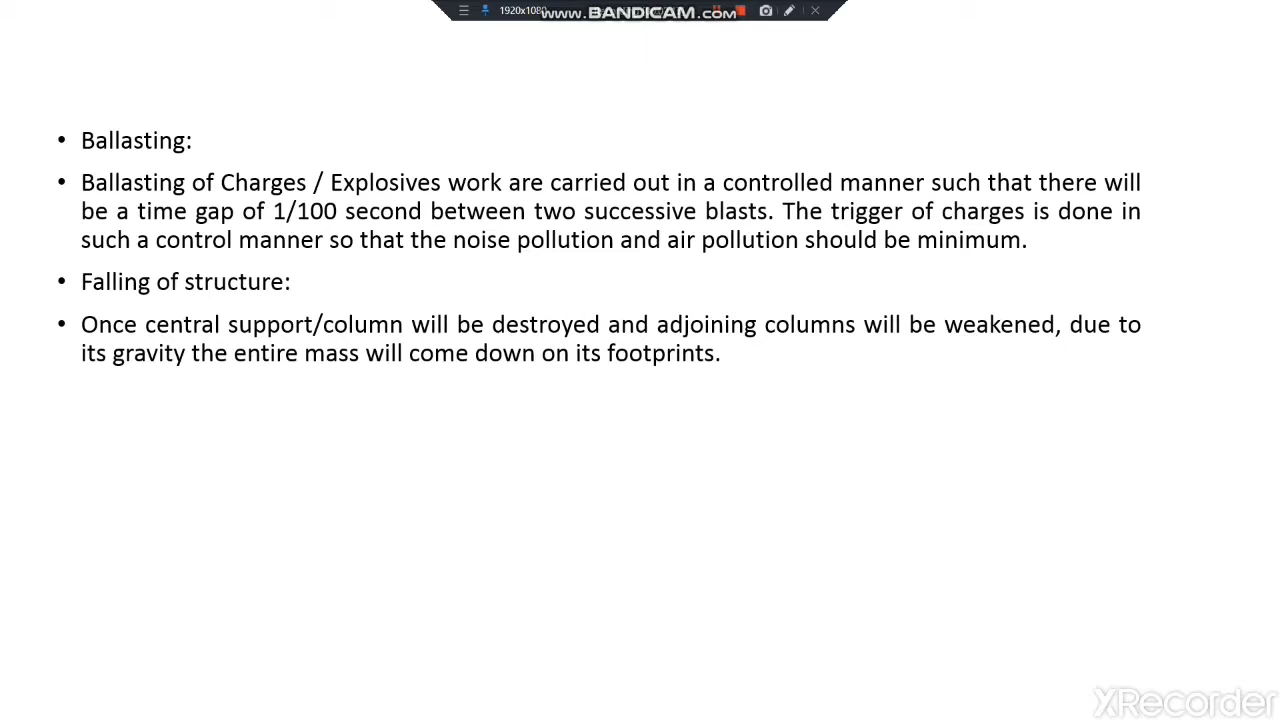 1920x1080
www.BANDICAM.com
• Ballasting:
• Ballasting of Charges / Explosives work are carried out in a controlled manner such that there will
be a time gap of 1/100 second between two successive blasts. The trigger of charges is done in
such a control manner so that the noise pollution and air pollution should be minimum.
• Falling of structure:
• Once central support/column will be destroyed and adjoining columns will be weakened, due to
its gravity the entire mass will come down on its footprints.
XRecorder